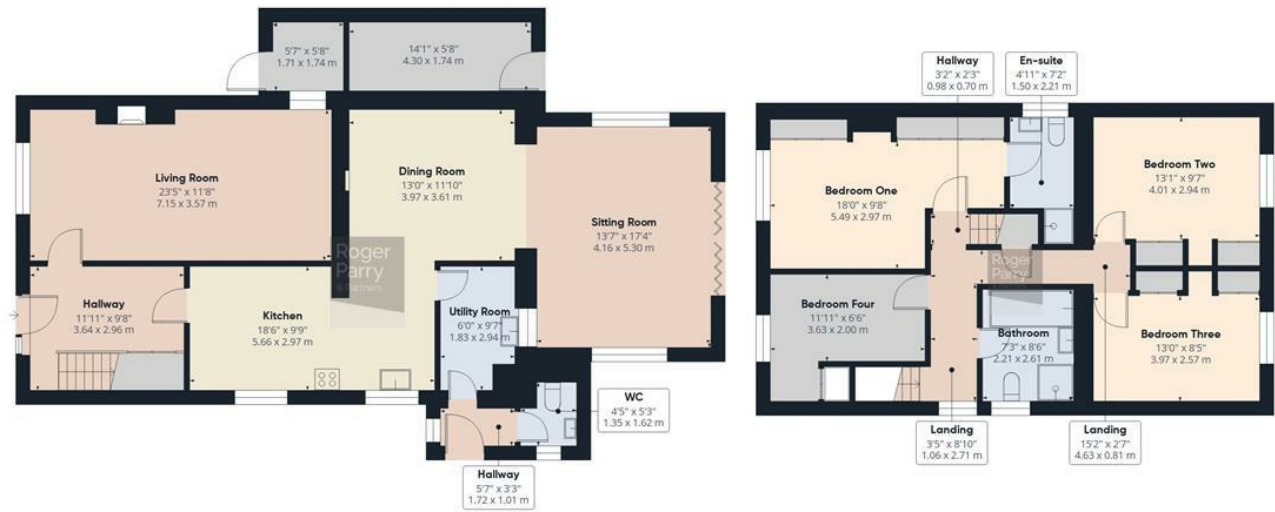 5'7" x 5'8"
1.71 x 1.74 m
14'1" x 5'8"
4.30 x 1.74 m
Living Room
23'5" x 11'8"
7.15 x 3.57 m
Dining Room
13'0" x 11'10"
3.97 x 3.61 m
Sitting Room
13'7" x 17'4"
4.16 x 5.30 m
Roger
Parry
& Partners
Hallway
11'11" x 9'8"
3.64 x 2.96 m
Kitchen
18'6" x 9'9"
5.66 x 2.97 m
Utility Room
6'0" x 9'7"
1.83 x 2.94 m
WC
4'5" x 5'3"
1.35 x 1.62 m
Hallway
5'7" x 3'3"
1.72 x 1.01 m
Hallway
3'2" x 2'3"
0.98 x 0.70 m
En-suite
4'11" x 7'2"
1.50 x 2.21 m
Bedroom One
18'0" x 9'8"
5.49 x 2.97 m
Bedroom Two
13'1" x 9'7"
4.01 x 2.94 m
Roger
Parry
& Partners
Bedroom Four
11'11" x 6'6"
3.63 x 2.00 m
Bathroom
7'3" x 8'6"
2.21 x 2.61 m
Bedroom Three
13'0" x 8'5"
3.97 x 2.57 m
Landing
3'5" x 8'10"
1.06 x 2.71 m
Landing
15'2" x 2'7"
4.63 x 0.81 m